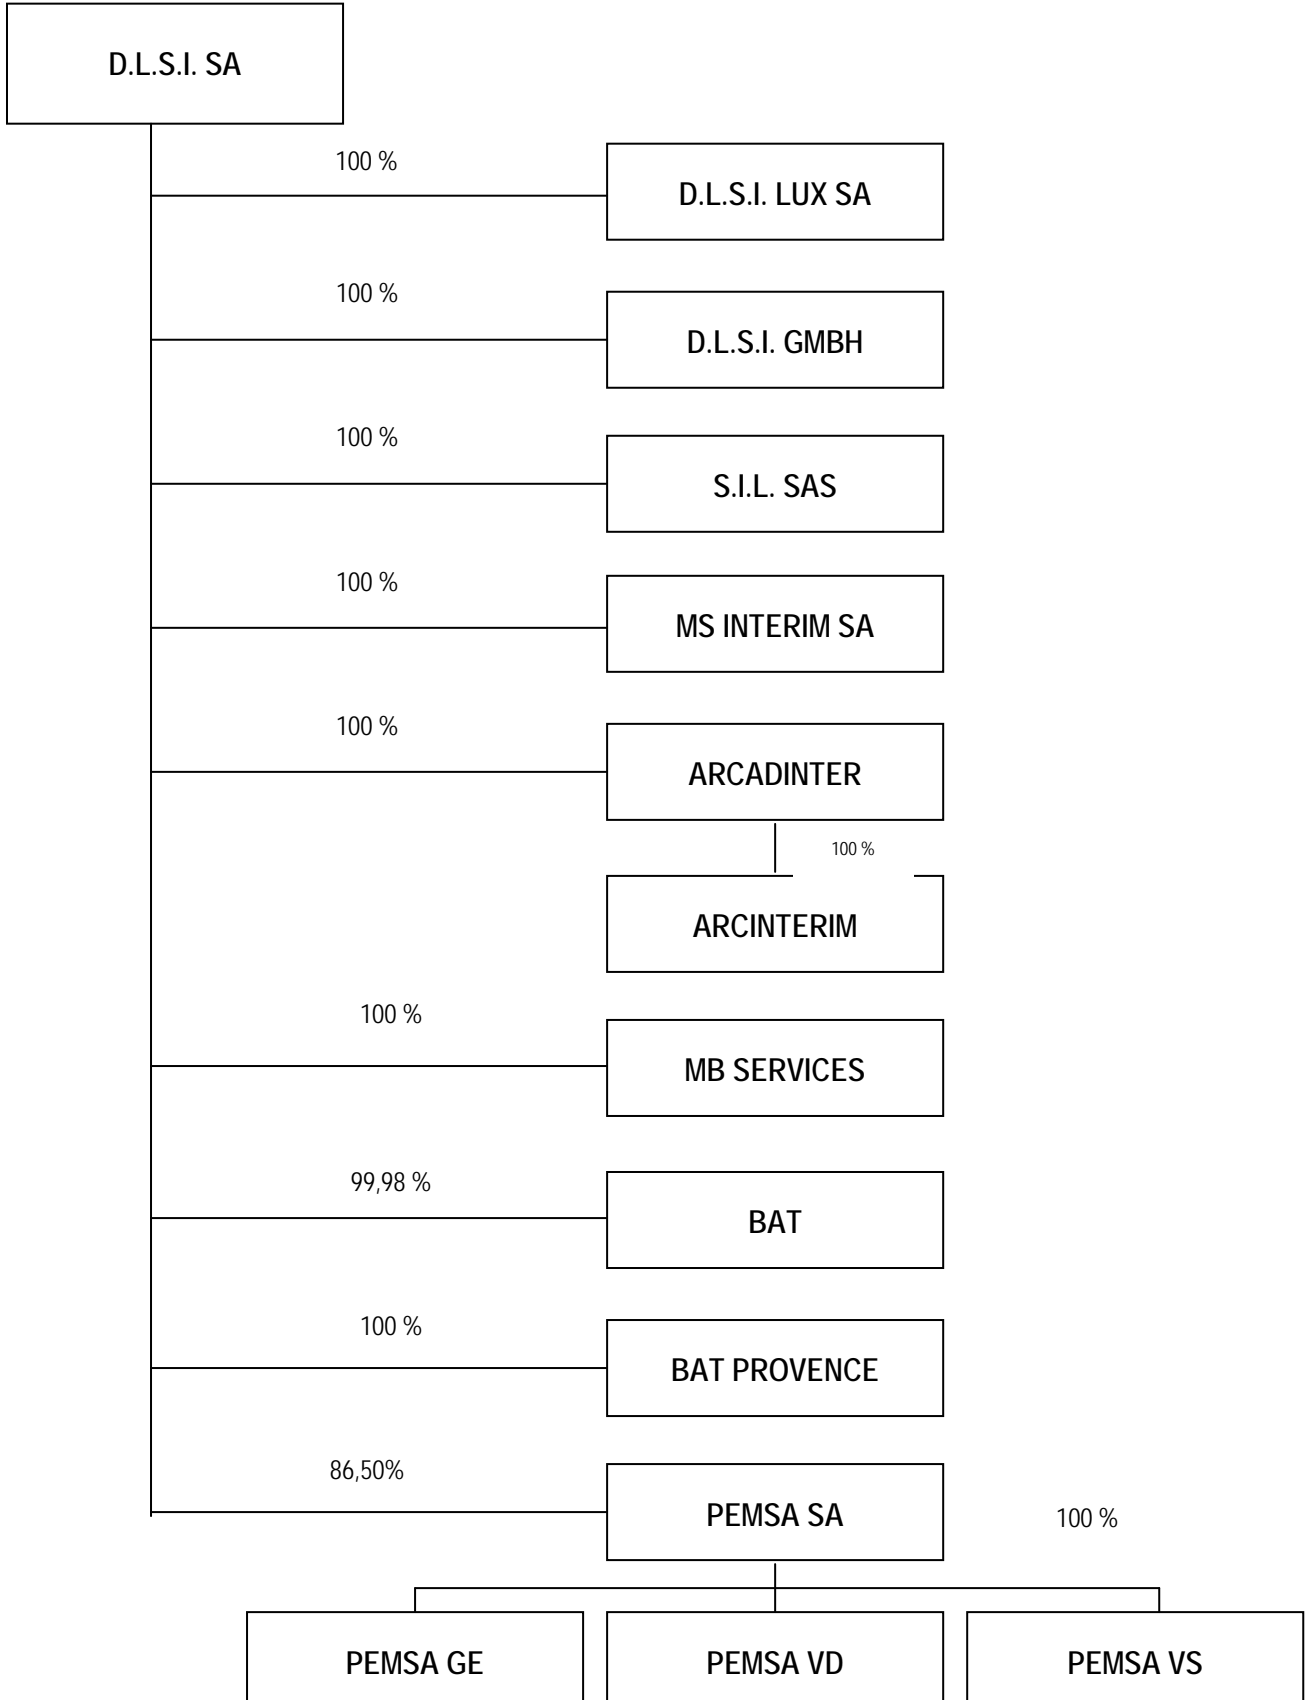 D.L.S.I. SA
100 %
D.L.S.I. LUX SA
100 %
D.L.S.I. GMBH
100 %
S.I.L. SAS
100 %
MS INTERIM SA
100 %
ARCADINTER
100 %
ARCINTERIM
100 %
MB SERVICES
99,98 %
BAT
100 %
BAT PROVENCE
86,50%
PEMSA SA
100 %
PEMSA GE
PEMSA VD
PEMSA VS